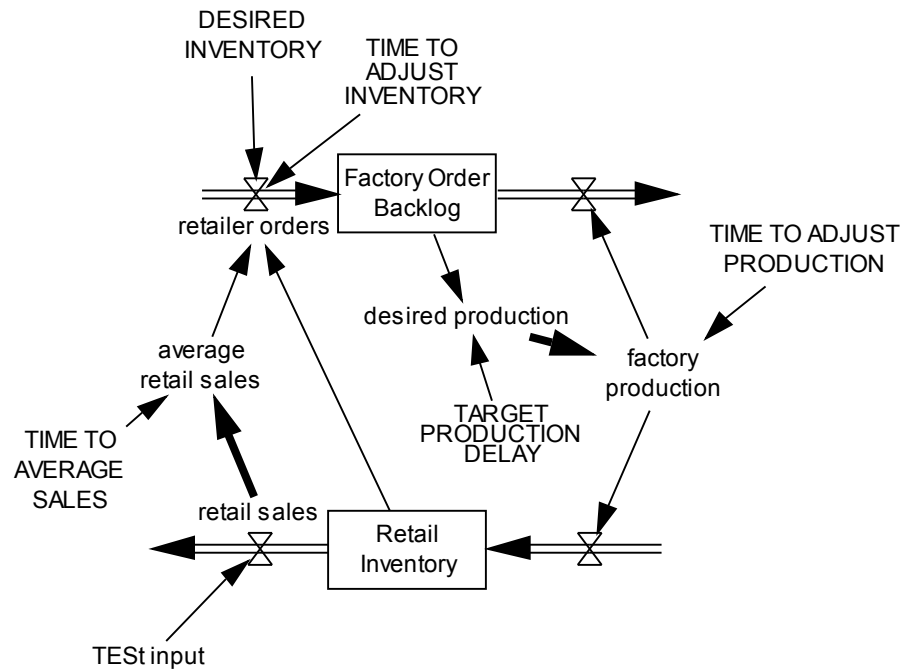 DESIRED
INVENTORY
TIME TO
ADJUST
INVENTORY
Factory Order
Backlog
retailer orders
TIME TO ADJUST
PRODUCTION
desired production
factory
production
average
retail sales
TARGET
PRODUCTION
DELAY
TIME TO
AVERAGE
SALES
retail sales
Retail
Inventory
TESt input